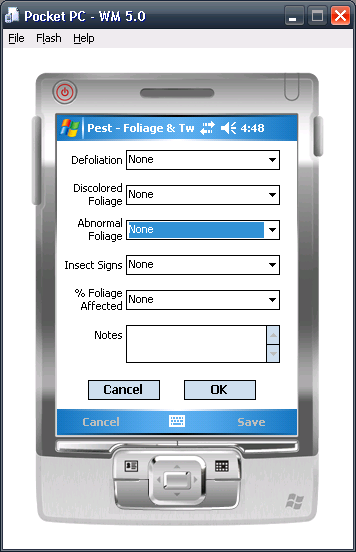 Pocket PC - WM 5.0
File Flash Help
Pest - Foliage & Tw 4:48
Defoliation None
Discolored
Foliage None
Abnormal
Foliage None
Insect Signs None
% Foliage
Affected None
Notes
Cancel OK
Cancel Save